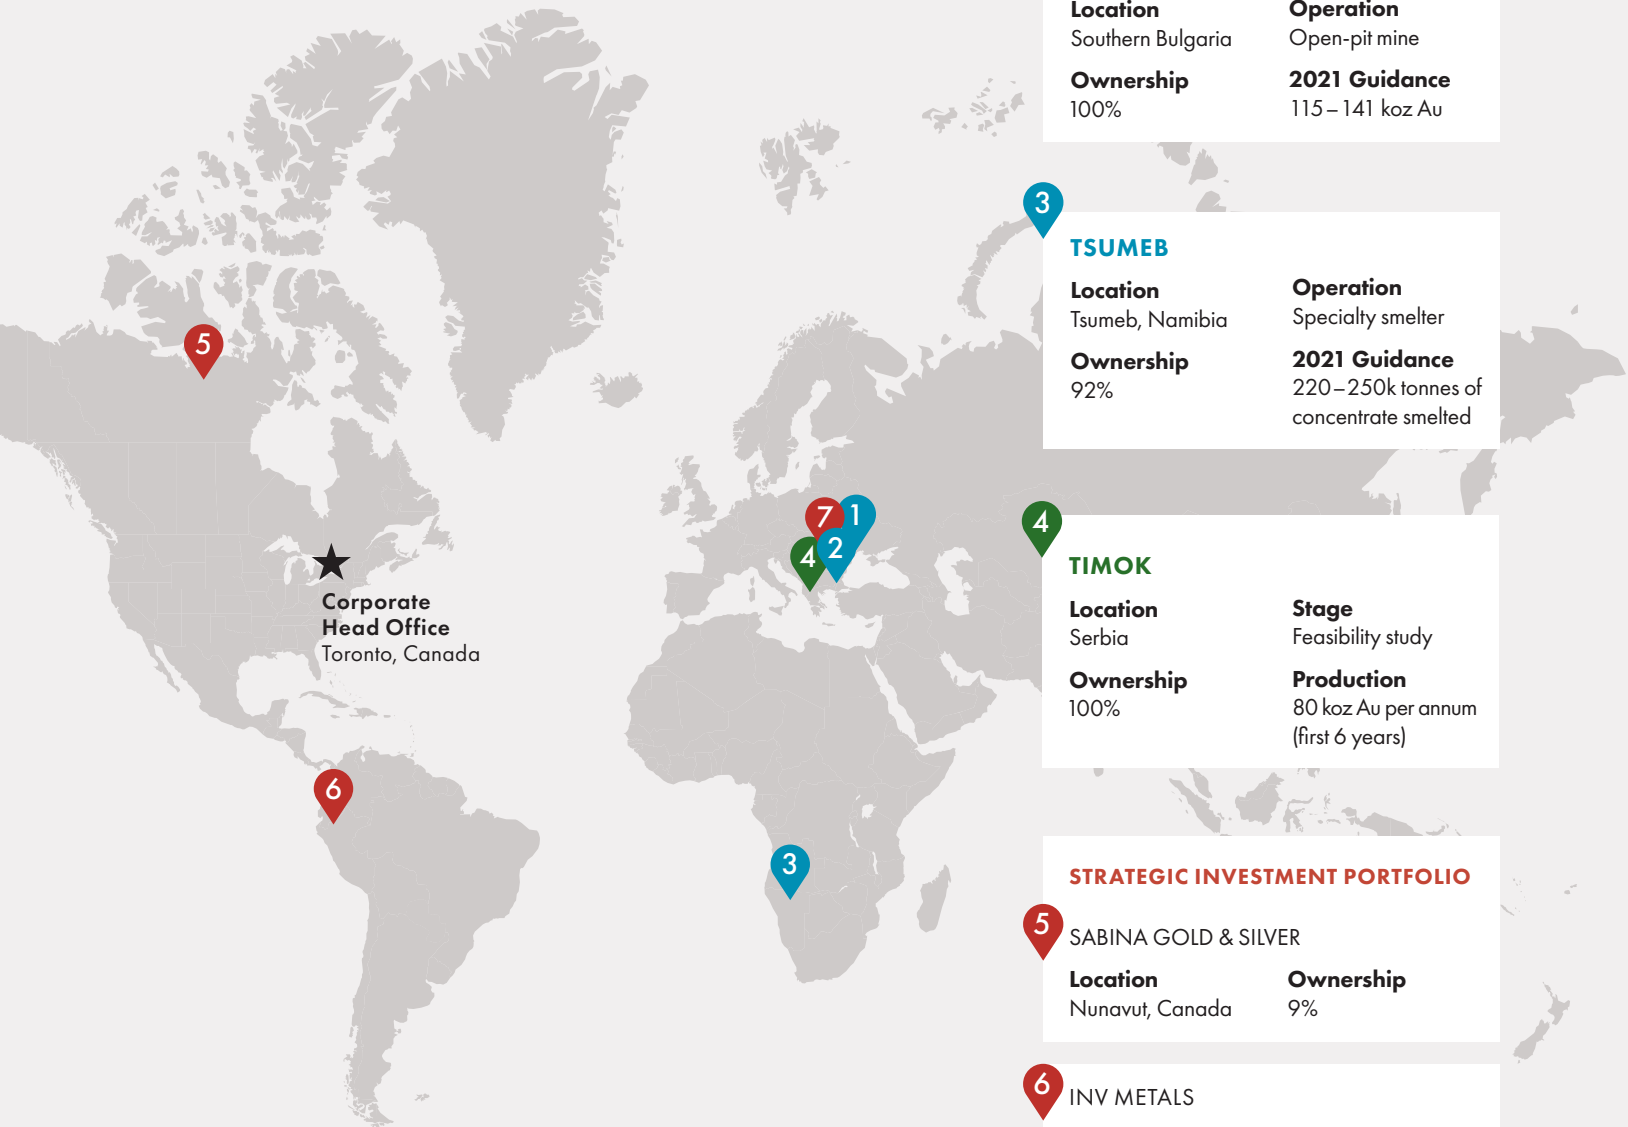 Location
Southern Bulgaria
Operation
Open-pit mine
Ownership
100%
2021 Guidance
115–141 koz Au
3
TSUMEB
Location
Tsumeb, Namibia
Operation
Specialty smelter
Ownership
92%
2021 Guidance
220–250k tonnes of
concentrate smelted
4
TIMOK
Location
Serbia
Stage
Feasibility study
Ownership
100%
Production
80 koz Au per annum
(first 6 years)
STRATEGIC INVESTMENT PORTFOLIO
5
SABINA GOLD & SILVER
Location
Nunavut, Canada
Ownership
9%
6
INV METALS
5
7
1
2
4
Corporate
Head Office
Toronto, Canada
6
3